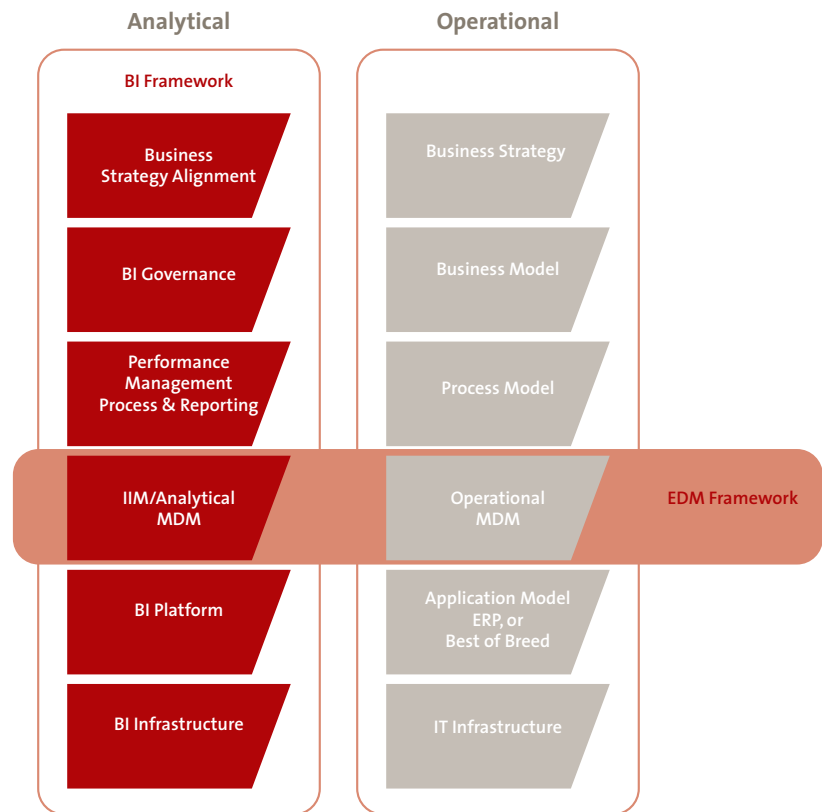 Analytical
BI Framework
Business
Strategy Alignment
BI Governance
Performance
Management
Process & Reporting
IIM/Analytical
MDM
BI Platform
BI Infrastructure
Operational
Business Strategy
Business Model
Process Model
Operational
MDM
Application Model
ERP, or
Best of Breed
IT Infrastructure
EDM Framework